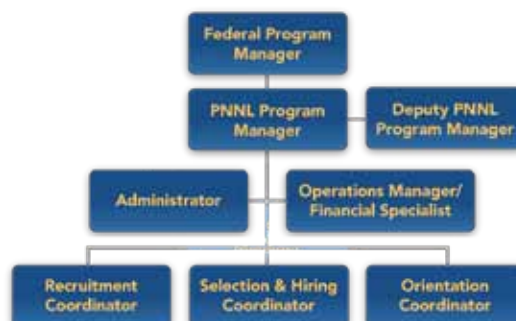 Federal Program
Manager
PNNL Program
Manager
Deputy PNNL
Program Manager
Administrator
Operations Manager/
Financial Specialist
Recruitment
Coordinator
Selection & Hiring
Coordinator
Orientation
Coordinator